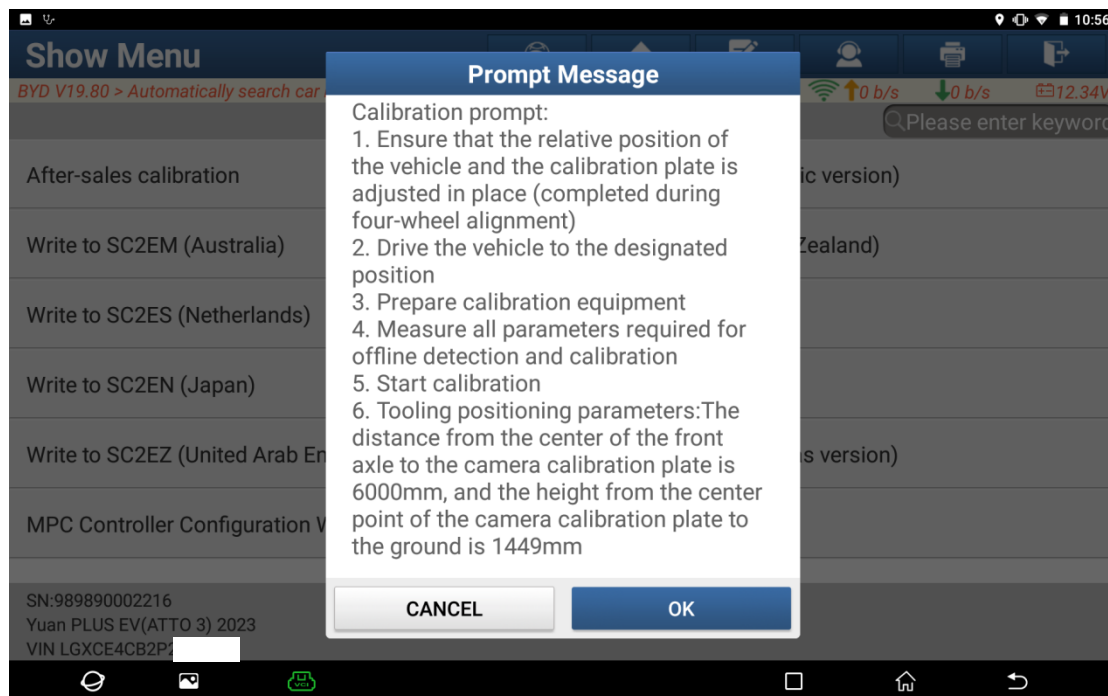 10:56
Show Menu
BYD V19.80 > Automatically search car
0 b/s
0 b/s
12.34V
Please enter keyword
Prompt Message
Calibration prompt:
1. Ensure that the relative position of
the vehicle and the calibration plate is
adjusted in place (completed during
four-wheel alignment)
2. Drive the vehicle to the designated
position
3. Prepare calibration equipment
4. Measure all parameters required for
offline detection and calibration
5. Start calibration
6. Tooling positioning parameters:The
distance from the center of the front
axle to the camera calibration plate is
6000mm, and the height from the center
point of the camera calibration plate to
the ground is 1449mm
CANCEL
OK
After-sales calibration
ic version)
Write to SC2EM (Australia)
Zealand)
Write to SC2ES (Netherlands)
Write to SC2EN (Japan)
Write to SC2EZ (United Arab Em
s version)
MPC Controller Configuration W
SN:989890002216
Yuan PLUS EV(ATTO 3) 2023
VIN LGXCE4CB2P2
VCI